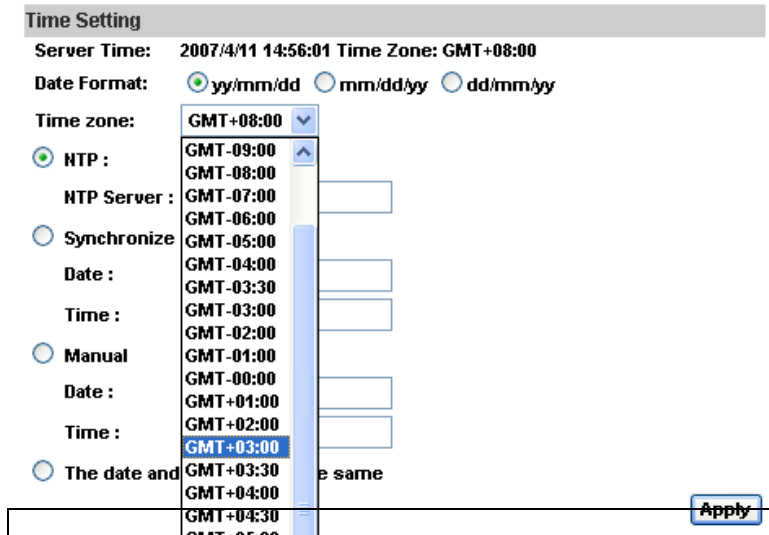 Time Setting
Server Time: 2007/4/11 14:56:01 Time Zone: GMT+08:00
Date Format: yy/mm/dd mm/dd/yy dd/mm/yy
Time zone: GMT+08:00
GMT-09:00
NTP :
GMT-08:00
NTP Server : GMT-07:00
GMT-06:00
Synchronize GMT-05:00
GMT-04:00
Date :
GMT-03:30
Time : GMT-03:00
GMT-02:00
Manual GMT-01:00
GMT-00:00
Date :
GMT+01:00
Time : GMT+02:00
GMT+03:00
The date and GMT+03:30 same
GMT+04:00
Apply
GMT+04:30